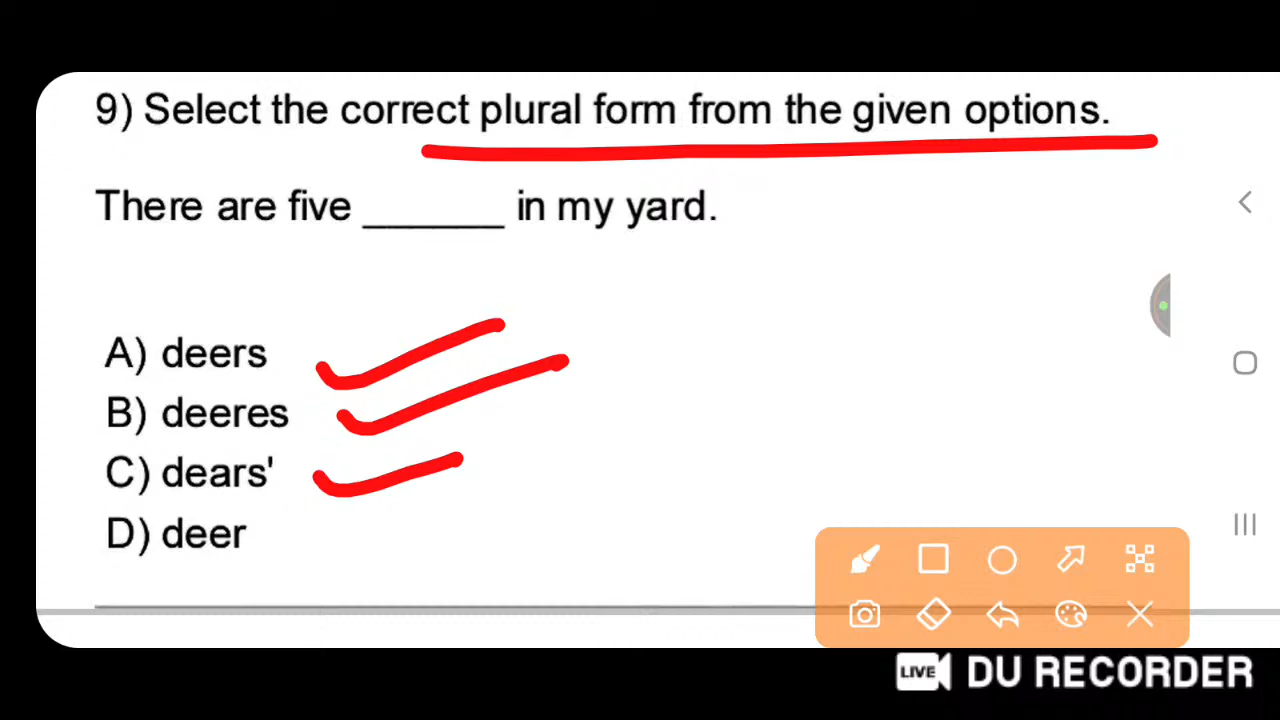 9) Select the correct plural form from the given options.
There are five ______ in my yard.
A) deers
B) deeres
C) dears'
D) deer
LIVE DU RECORDER